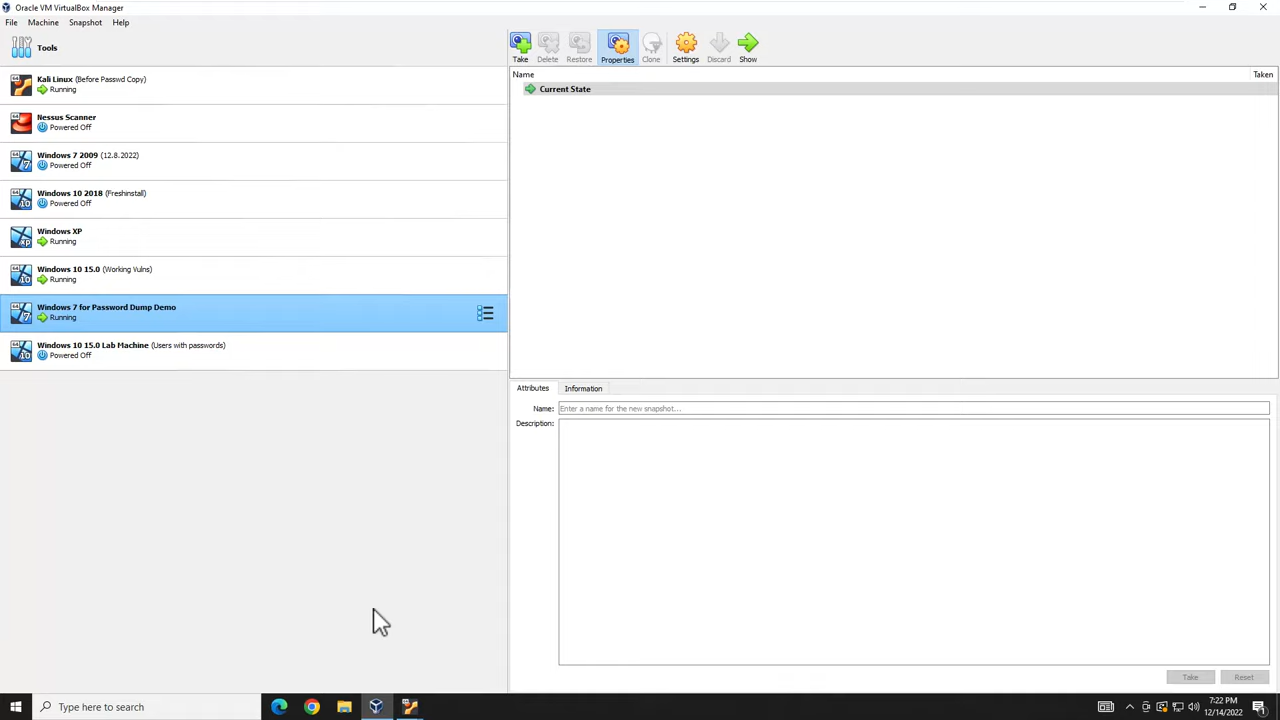 Oracle VM VirtualBox Manager
File Machine Snapshot Help
Tools
Take Delete Restore Properties Clone Settings Discard Show
Name Taken
Current State
Kali Linux (Before Passwd Copy)
Running
Nessus Scanner
Powered Off
Windows 7 2009 (12.8.2022)
Powered Off
Windows 10 2018 (Freshinstall)
Powered Off
Windows XP
Running
Windows 10 15.0 (Working Vulns)
Running
Windows 7 for Password Dump Demo
Running
Windows 10 15.0 Lab Machine (Users with passwords)
Powered Off
Attributes Information
Name: Enter a name for the new snapshot...
Description:
Take Reset
Type here to search
7:22 PM
12/14/2022